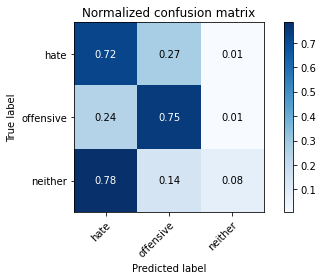 Normalized confusion matrix
True label
hate 0.72 0.27 0.01
offensive 0.24 0.75 0.01
neither 0.78 0.14 0.08
hate offensive neither
Predicted label
0.7
0.6
0.5
0.4
0.3
0.2
0.1